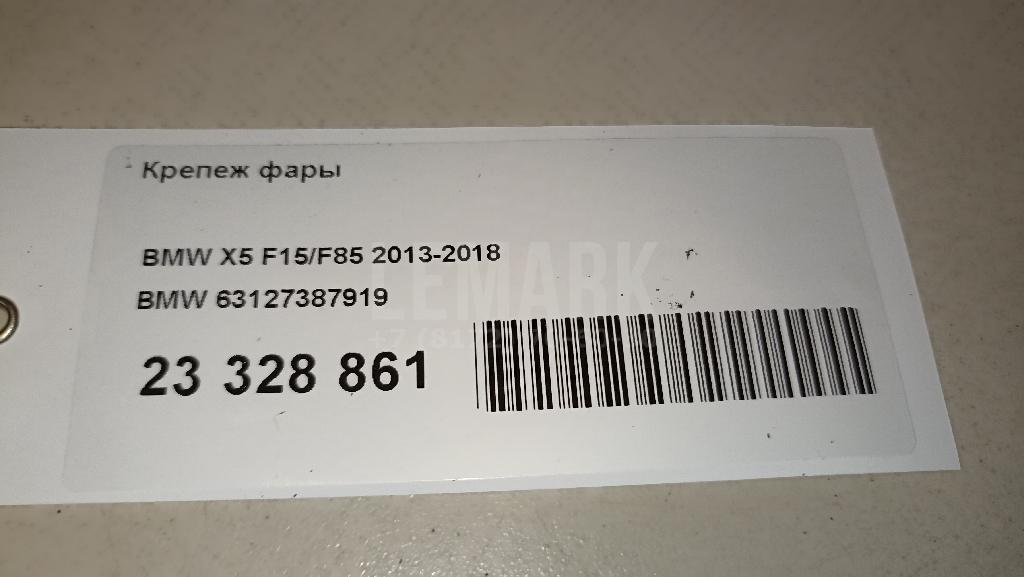 Крепеж фары
BMW X5 F15/F85 2013-2018
BMW 63127387919
LEMARK
23 328 861